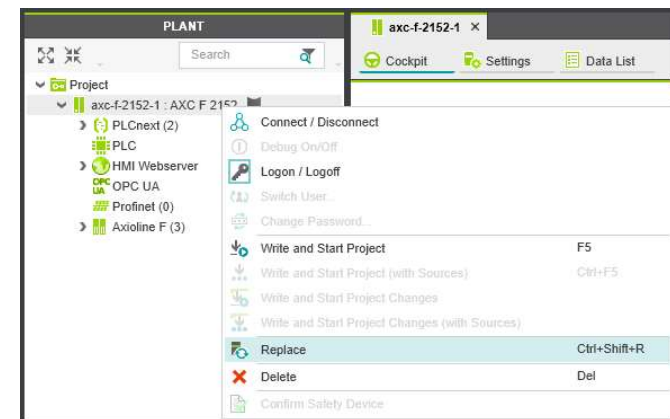 PLANT
axc-f-2152-1 ×
Search
Cockpit Settings Data List
Project
axc-f-2152-1 : AXC F 2152
PLCnext (2)
PLC
HMI Webserver
OPC UA OPC UA
Profinet (0)
Axioline F (3)
Connect / Disconnect
Debug On/Off
Logon / Logoff
Switch User...
Change Password...
Write and Start Project F5
Write and Start Project (with Sources) Ctrl+F5
Write and Start Project Changes
Write and Start Project Changes (with Sources)
Replace Ctrl+Shift+R
Delete Del
Confirm Safety Device